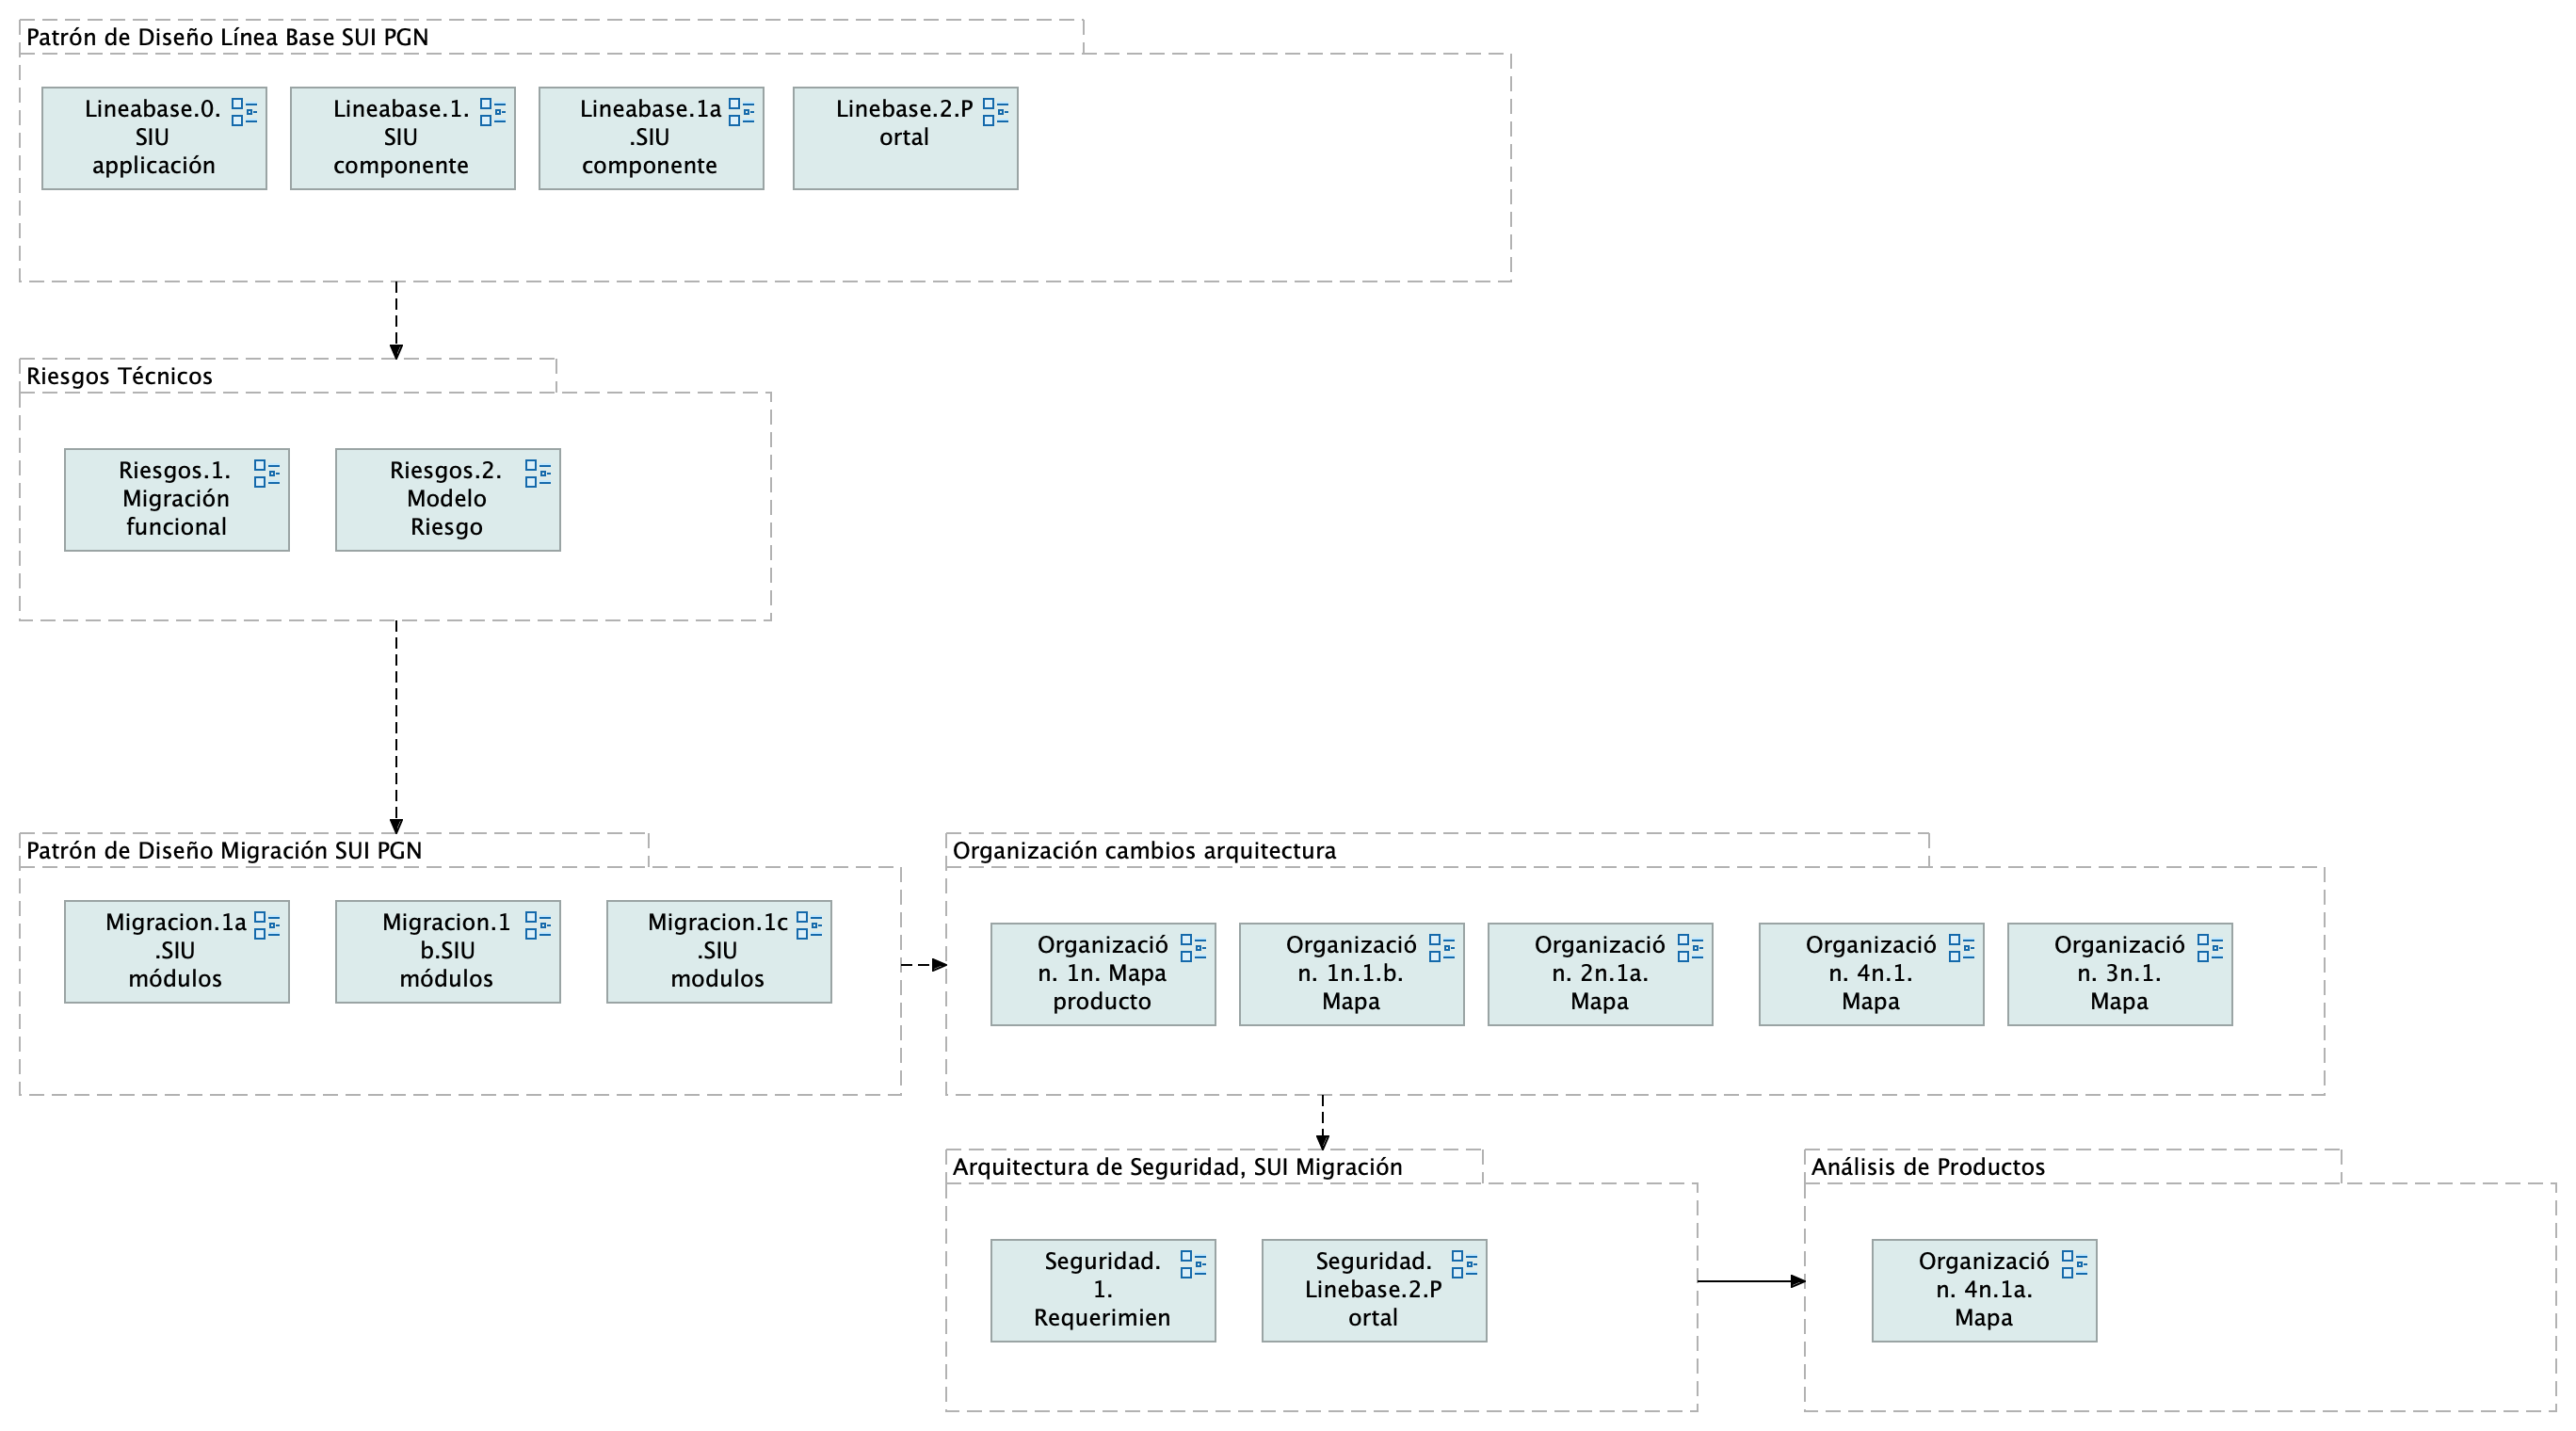 Patrón de Diseño Línea Base SUI PGN
Lineabase.0.
SIU
applicación
Lineabase.1.
SIU
componente
Lineabase.1a
.SIU
componente
Linebase.2.P
ortal
Riesgos Técnicos
Riesgos.1.
Migración
funcional
Riesgos.2.
Modelo
Riesgo
Patrón de Diseño Migración SUI PGN
Migracion.1a
.SIU
módulos
Migracion.1
b.SIU
módulos
Migracion.1c
.SIU
modulos
Organización cambios arquitectura
Organizació
n. 1n. Mapa
producto
Organizació
n. 1n.1.b.
Mapa
Organizació
n. 2n.1a.
Mapa
Organizació
n. 4n.1.
Mapa
Organizació
n. 3n.1.
Mapa
Arquitectura de Seguridad, SUI Migración
Seguridad.
1.
Requerimien
Seguridad.
Linebase.2.P
ortal
Análisis de Productos
Organizació
n. 4n.1a.
Mapa